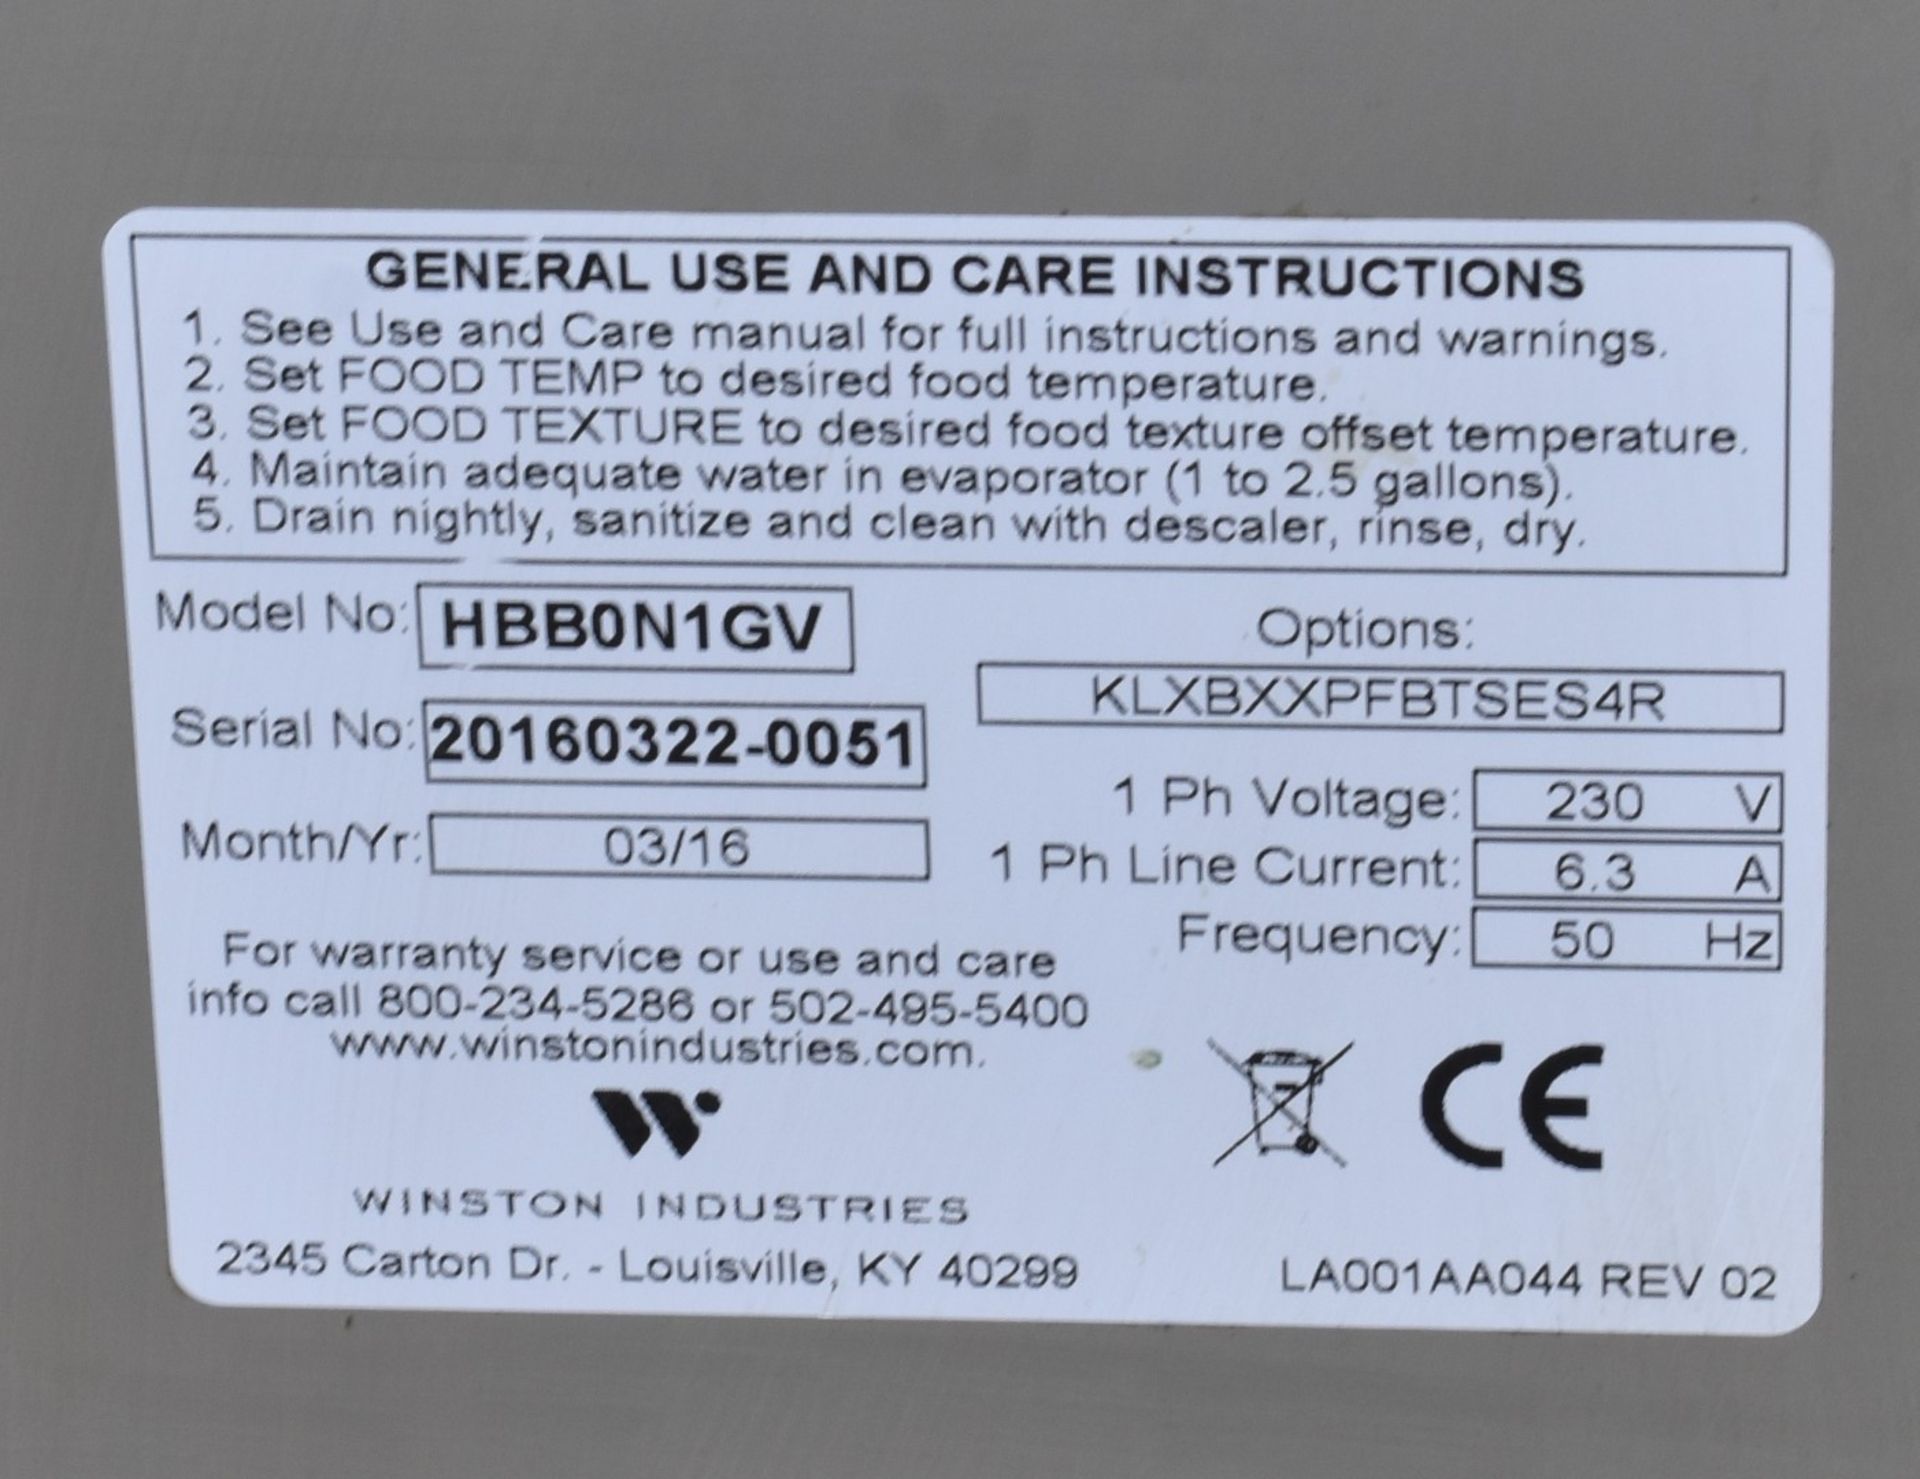 GENERAL USE AND CARE INSTRUCTIONS
1. See Use and Care manual for full instructions and warnings.
2. Set FOOD TEMP to desired food temperature.
3. Set FOOD TEXTURE to desired food texture offset temperature.
4. Maintain adequate water in evaporator (1 to 2.5 gallons).
5. Drain nightly, sanitize and clean with descaler, rinse, dry.
Model No: HBB0N1GV
Serial No: 20160322-0051
Month/Yr: 03/16
Options:
KLXBXXPFBTSES4R
1 Ph Voltage: 230 V
1 Ph Line Current: 6.3 A
Frequency: 50 Hz
For warranty service or use and care
info call 800-234-5286 or 502-495-5400
www.winstonindustries.com.
WINSTON INDUSTRIES
2345 Carton Dr. - Louisville, KY 40299
CE
LA001AA044 REV 02